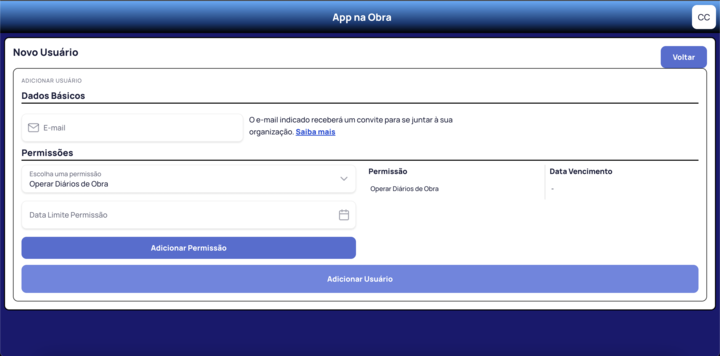 App na Obra
CC
Novo Usuário
Voltar
ADICIONAR USUÁRIO
Dados Básicos
E-mail
O e-mail indicado receberá um convite para se juntar à sua
organização. Saiba mais
Permissões
Escolha uma permissão
Operar Diários de Obra
Permissão
Data Vencimento
Operar Diários de Obra
-
Data Limite Permissão
Adicionar Permissão
Adicionar Usuário